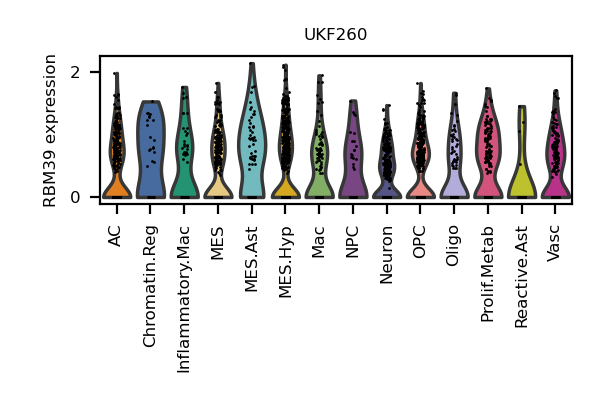 UKF260
RBM39 expression
2
0
AC
Chromatin.Reg
Inflammatory.Mac
MES
MES.Ast
MES.Hyp
Mac
NPC
Neuron
OPC
Oligo
Prolif.Metab
Reactive.Ast
Vasc